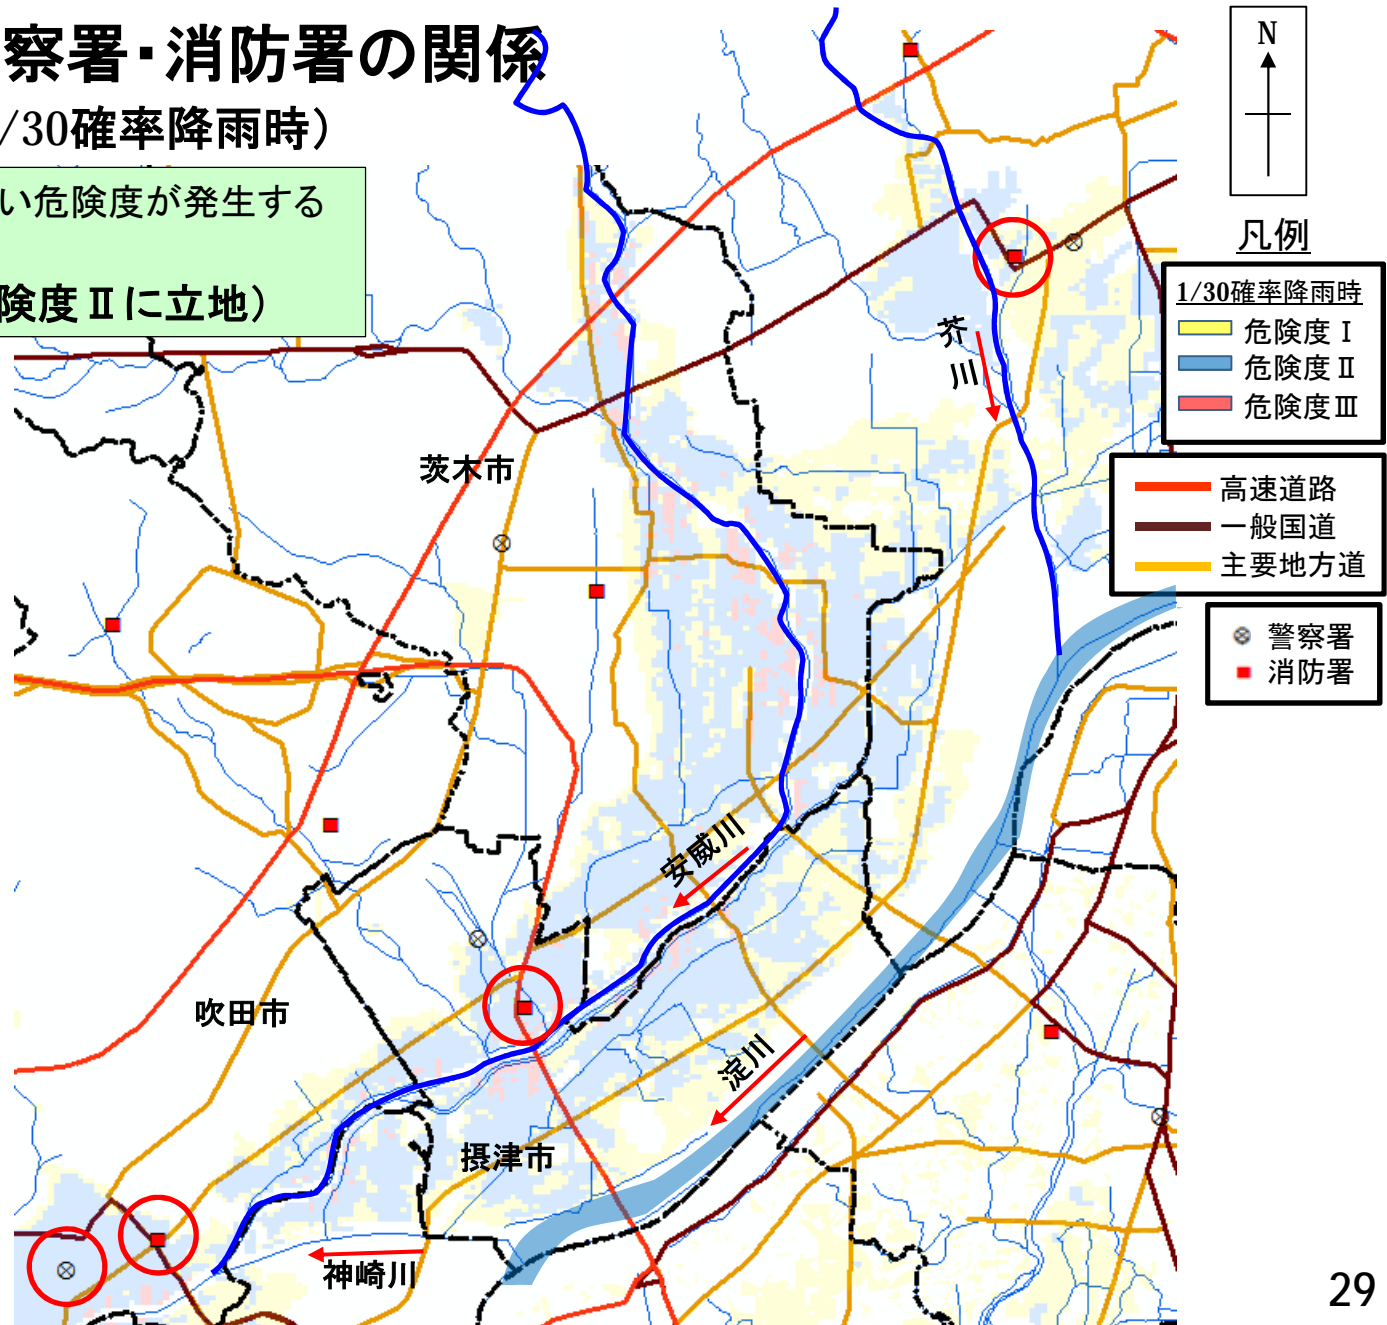 察署・消防署の関係
/30確率降雨時）
い危険度が発生する
険度Ⅱに立地）
N
凡例
1/30確率降雨時
危険度Ⅰ
危険度Ⅱ
危険度Ⅲ
高速道路
一般国道
主要地方道
警察署
消防署
芥川
茨木市
安威川
吹田市
淀川
摂津市
神崎川
29